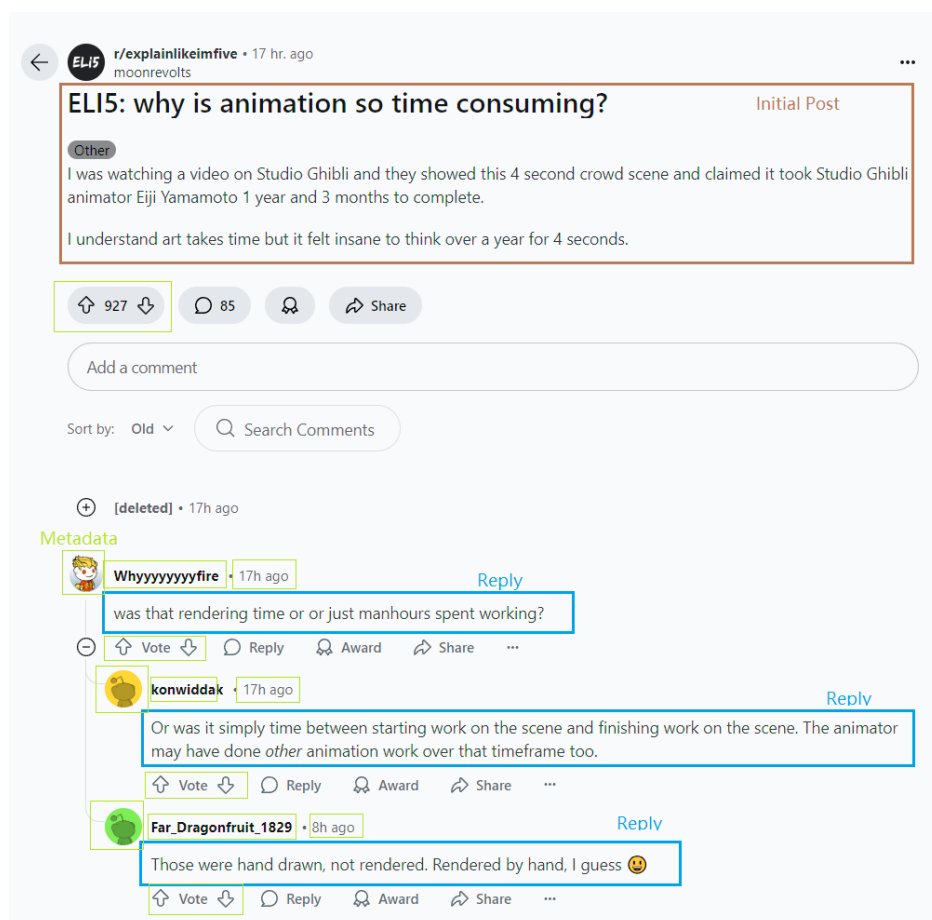 ELI5
r/explainlikeimfive • 17 hr. ago
moonrevolts
ELI5: why is animation so time consuming?
Initial Post
Other
I was watching a video on Studio Ghibli and they showed this 4 second crowd scene and claimed it took Studio Ghibli
animator Eiji Yamamoto 1 year and 3 months to complete.
I understand art takes time but it felt insane to think over a year for 4 seconds.
927
85
Share
Add a comment
Sort by: Old
Search Comments
[deleted] • 17h ago
Metadata
Whyyyyyyyfire • 17h ago
Reply
was that rendering time or or just manhours spent working?
Vote Reply Award Share ...
konwiddak • 17h ago
Reply
Or was it simply time between starting work on the scene and finishing work on the scene. The animator
may have done other animation work over that timeframe too.
Vote Reply Award Share ...
Far_Dragonfruit_1829 • 8h ago
Reply
Those were hand drawn, not rendered. Rendered by hand, I guess 😃
Vote Reply Award Share ...